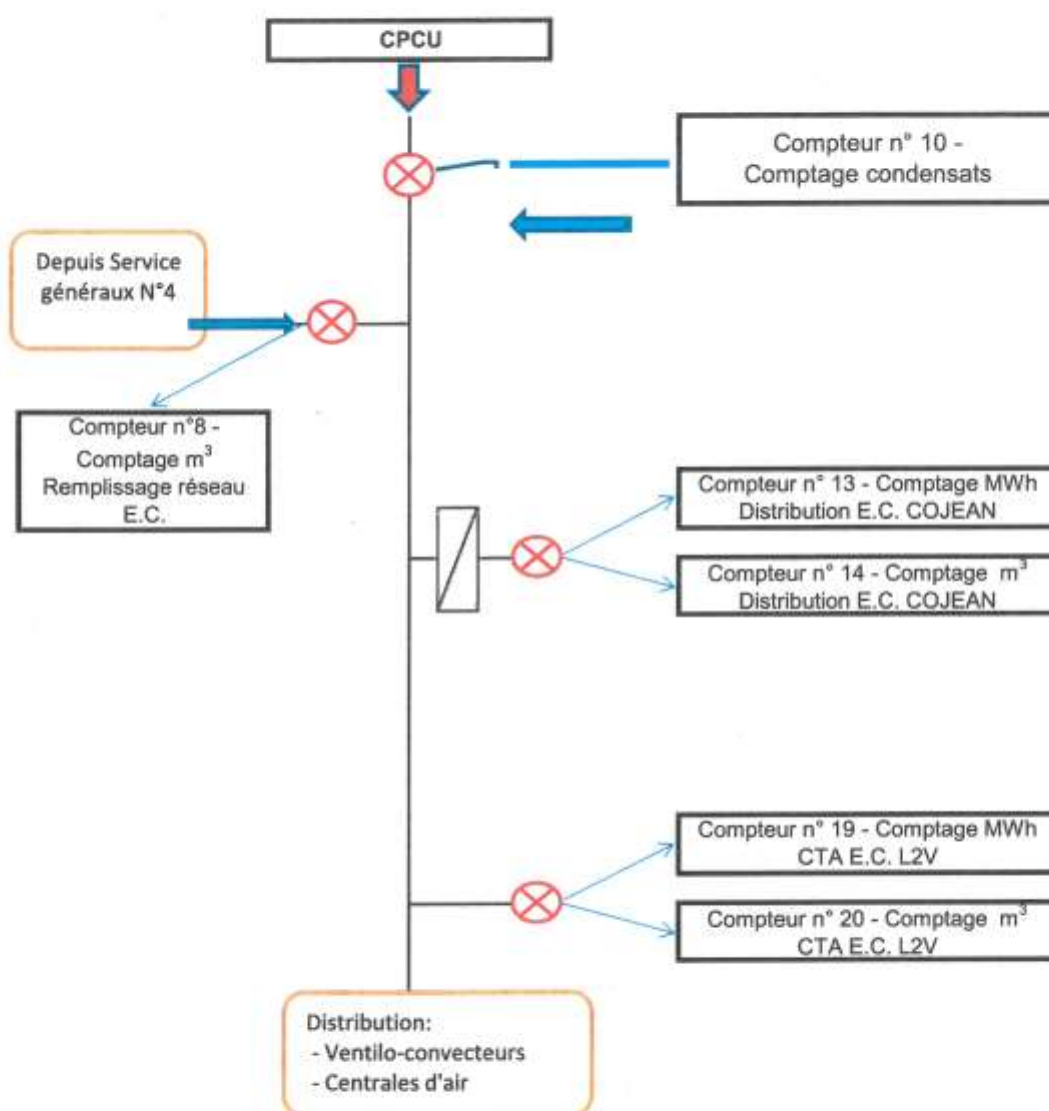 CPCU
Compteur n° 10 -
Comptage condensats
Depuis Service
généraux N°4
Compteur n°8 -
Comptage m³
Remplissage réseau
E.C.
Compteur n° 13 - Comptage MWh
Distribution E.C. COJEAN
Compteur n° 14 - Comptage m³
Distribution E.C. COJEAN
Compteur n° 19 - Comptage MWh
CTA E.C. L2V
Compteur n° 20 - Comptage m³
CTA E.C. L2V
Distribution:
- Ventilo-convecteurs
- Centrales d'air